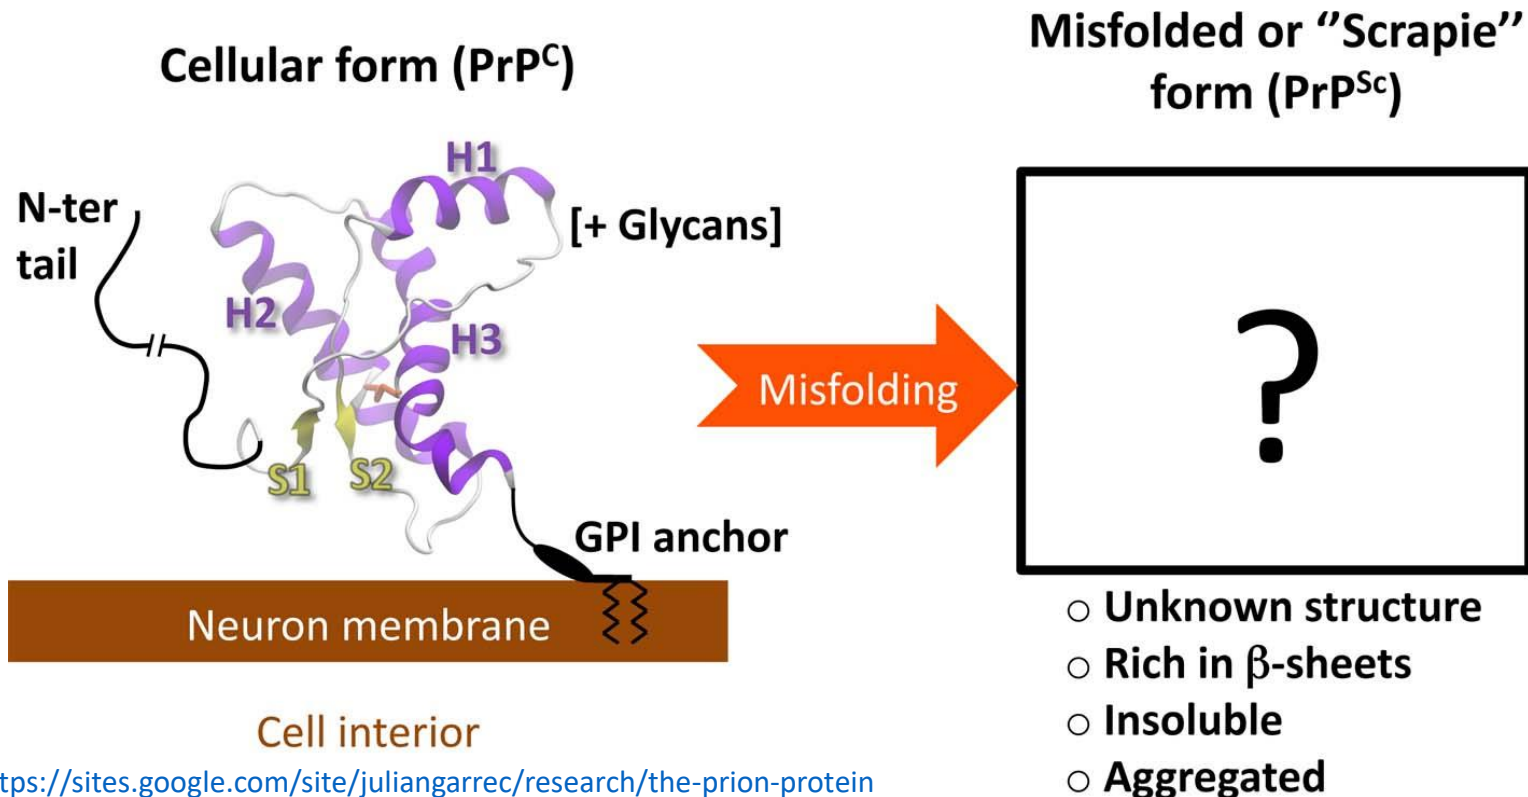 Cellular form (PrPC)
Misfolded or ‘‘Scrapie’’
form (PrPSc)
N-ter
tail
H1
[+ Glycans]
H2
H3
Misfolding
?
S1
S2
GPI anchor
Neuron membrane
Cell interior
○ Unknown structure
○ Rich in β-sheets
○ Insoluble
○ Aggregated
tps://sites.google.com/site/juliangarrec/research/the-prion-protein